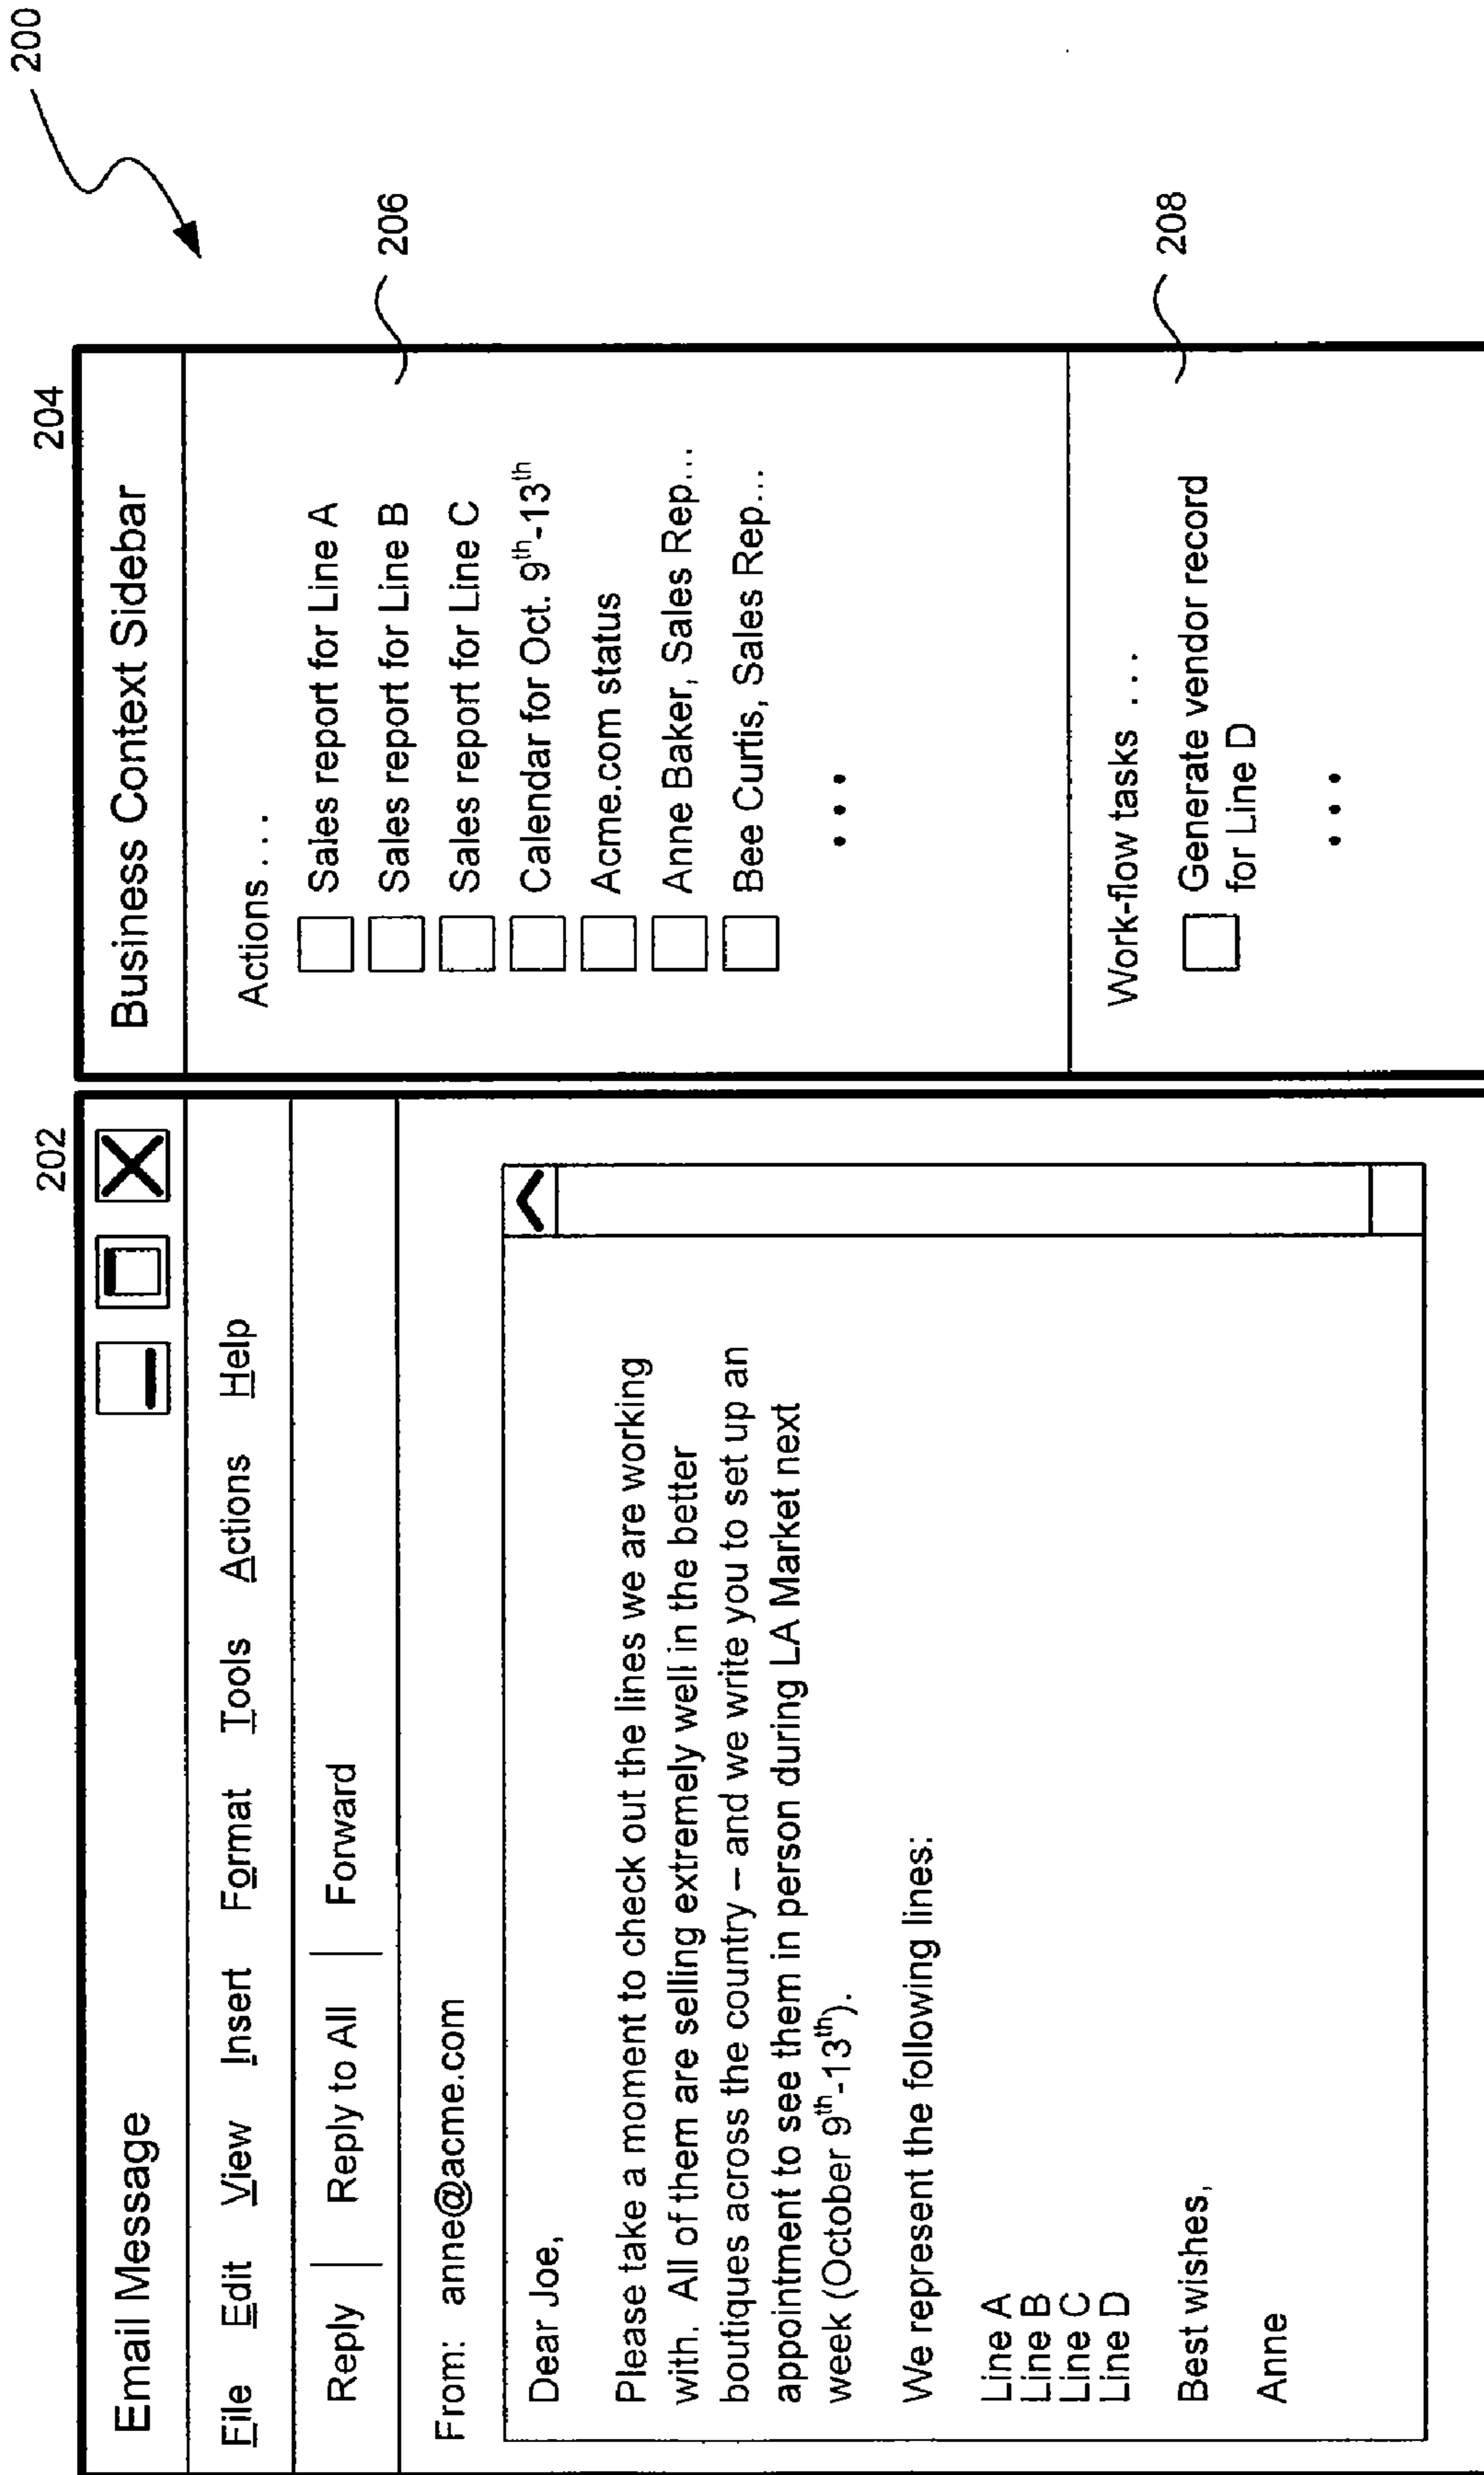 200
202
Email Message
File Edit View Insert Format Tools Actions Help
Reply | Reply to All | Forward
From: anne@acme.com
Dear Joe,
Please take a moment to check out the lines we are working
with. All of them are selling extremely well in the better
boutiques across the country – and we write you to set up an
appointment to see them in person during LA Market next
week (October 9th-13th).
We represent the following lines:
Line A
Line B
Line C
Line D
Best wishes,
Anne
204
Business Context Sidebar
Actions...
Sales report for Line A
Sales report for Line B
Sales report for Line C
Calendar for Oct. 9th-13th
Acme.com status
Anne Baker, Sales Rep...
Bee Curtis, Sales Rep...
...
206
Work-flow tasks ...
Generate vendor record
for Line D
...
208